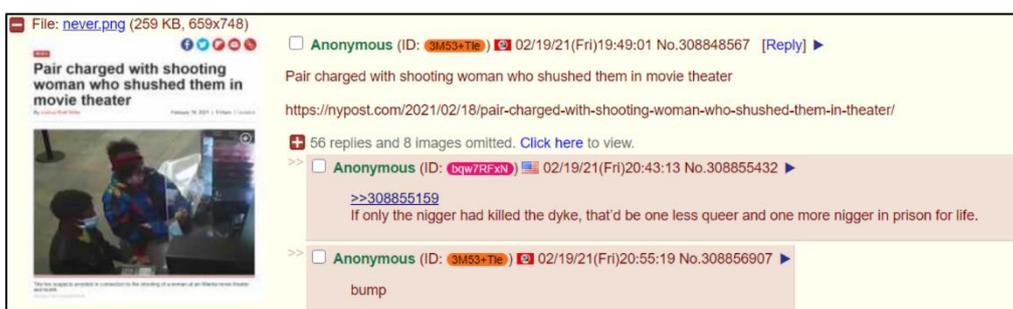 File: never.png (259 KB, 659x748)
NEWS
Pair charged with shooting
woman who shushed them in
movie theater
Anonymous (ID: 3M53+TIe) 02/19/21(Fri)19:49:01 No.308848567 [Reply] ▶
Pair charged with shooting woman who shushed them in movie theater
https://nypost.com/2021/02/18/pair-charged-with-shooting-woman-who-shushed-them-in-theater/
56 replies and 8 images omitted. Click here to view.
>> Anonymous (ID: bqw7RFxN) 02/19/21(Fri)20:43:13 No.308855432 ▶
>>308855159
If only the nigger had killed the dyke, that'd be one less queer and one more nigger in prison for life.
>> Anonymous (ID: 3M53+TIe) 02/19/21(Fri)20:55:19 No.308856907 ▶
bump